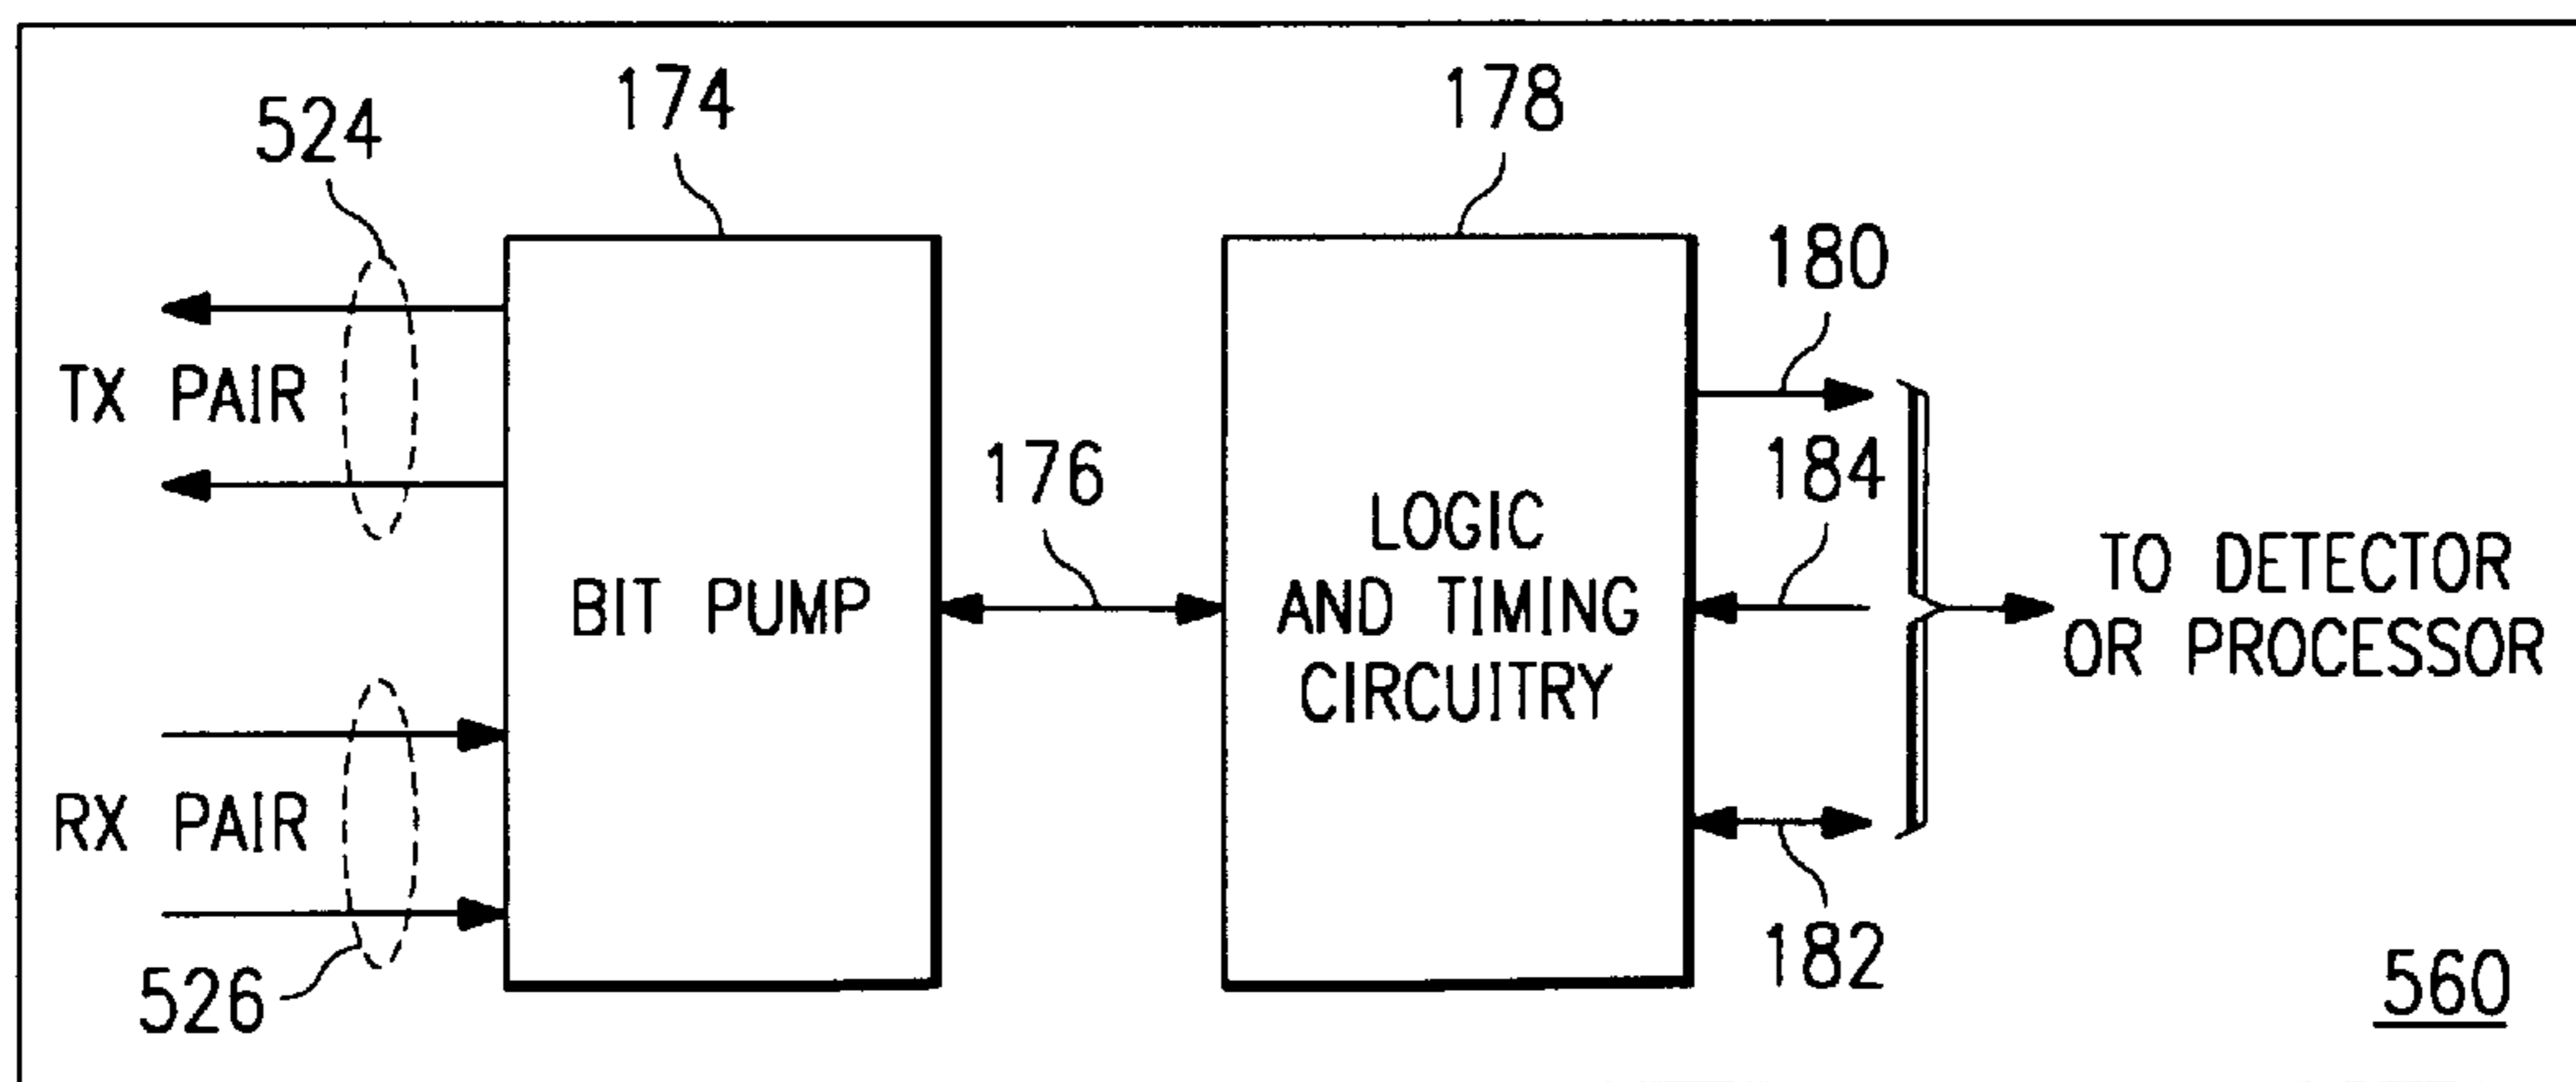 174
178
524
180
TX PAIR
176
184
LOGIC
AND TIMING
CIRCUITRY
BIT PUMP
TO DETECTOR
OR PROCESSOR
RX PAIR
182
526
560